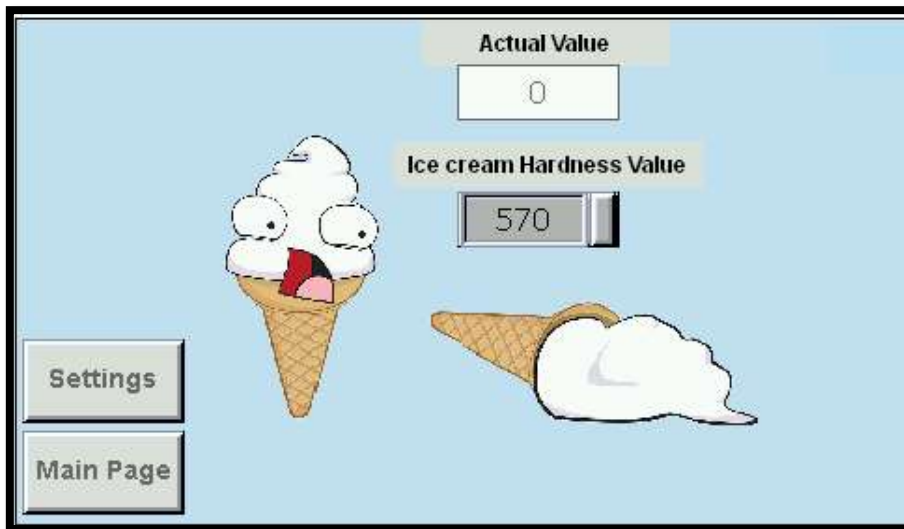 Actual Value
0
Ice cream Hardness Value
570
Settings
Main Page